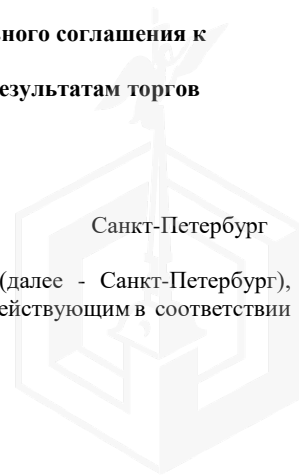 ного соглашения к
езультатам торгов
Санкт-Петербург
(далее - Санкт-Петербург),
ействующим в соответствии